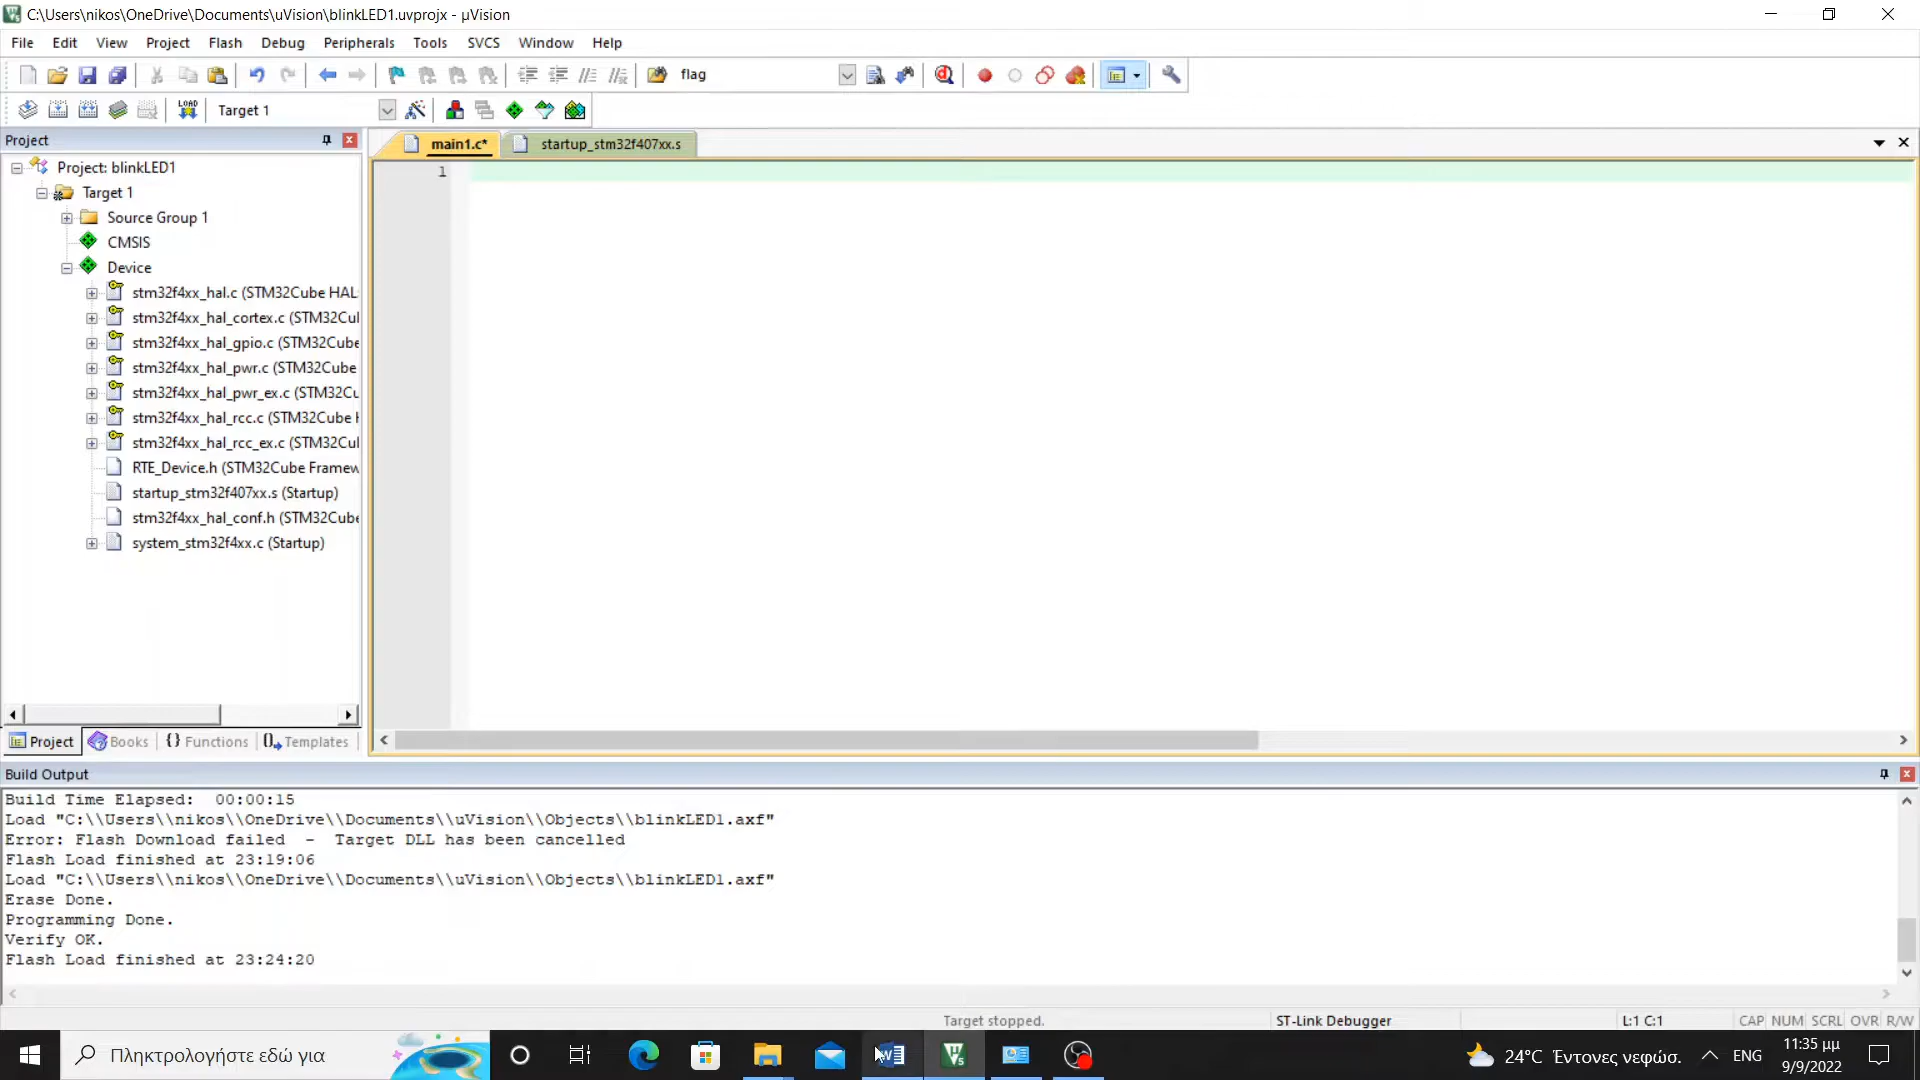 C:\Users\nikos\OneDrive\Documents\uVision\blinkLED1.uvprojx - µVision
File Edit View Project Flash Debug Peripherals Tools SVCS Window Help
flag
LOAD Target 1
Project
main1.c* startup_stm32f407xx.s
1
Project: blinkLED1
Target 1
Source Group 1
CMSIS
Device
stm32f4xx_hal.c (STM32Cube HAL
stm32f4xx_hal_cortex.c (STM32Cul
stm32f4xx_hal_gpio.c (STM32Cube
stm32f4xx_hal_pwr.c (STM32Cube
stm32f4xx_hal_pwr_ex.c (STM32Cu
stm32f4xx_hal_rcc.c (STM32Cube H
stm32f4xx_hal_rcc_ex.c (STM32Cul
RTE_Device.h (STM32Cube Framew
startup_stm32f407xx.s (Startup)
stm32f4xx_hal_conf.h (STM32Cube
system_stm32f4xx.c (Startup)
Project Books {} Functions Templates
Build Output
Build Time Elapsed:  00:00:15
Load "C:\\Users\\nikos\\OneDrive\\Documents\\uVision\\Objects\\blinkLED1.axf"
Error: Flash Download failed  -  Target DLL has been cancelled
Flash Load finished at 23:19:06
Load "C:\\Users\\nikos\\OneDrive\\Documents\\uVision\\Objects\\blinkLED1.axf"
Erase Done.
Programming Done.
Verify OK.
Flash Load finished at 23:24:20
Target stopped. ST-Link Debugger L:1 C:1 CAP NUM SCRL OVR R/W
Πληκτρολογήστε εδώ για
24°C Έντονες νεφώσ. ENG 11:35 μμ
9/9/2022